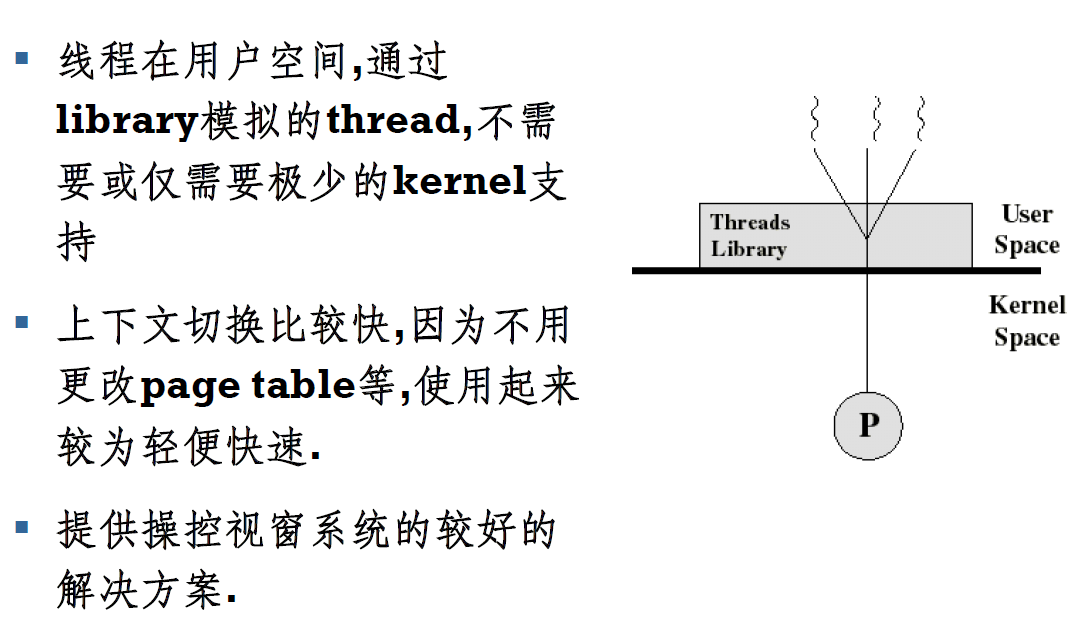 线程在用户空间,通过
library模拟的thread,不需
要或仅需要极少的kernel支
持
上下文切换比较快,因为不用
更改page table等,使用起来
较为轻便快速.
提供操控视窗系统的较好的
解决方案.
Threads
Library
User
Space
Kernel
Space
P